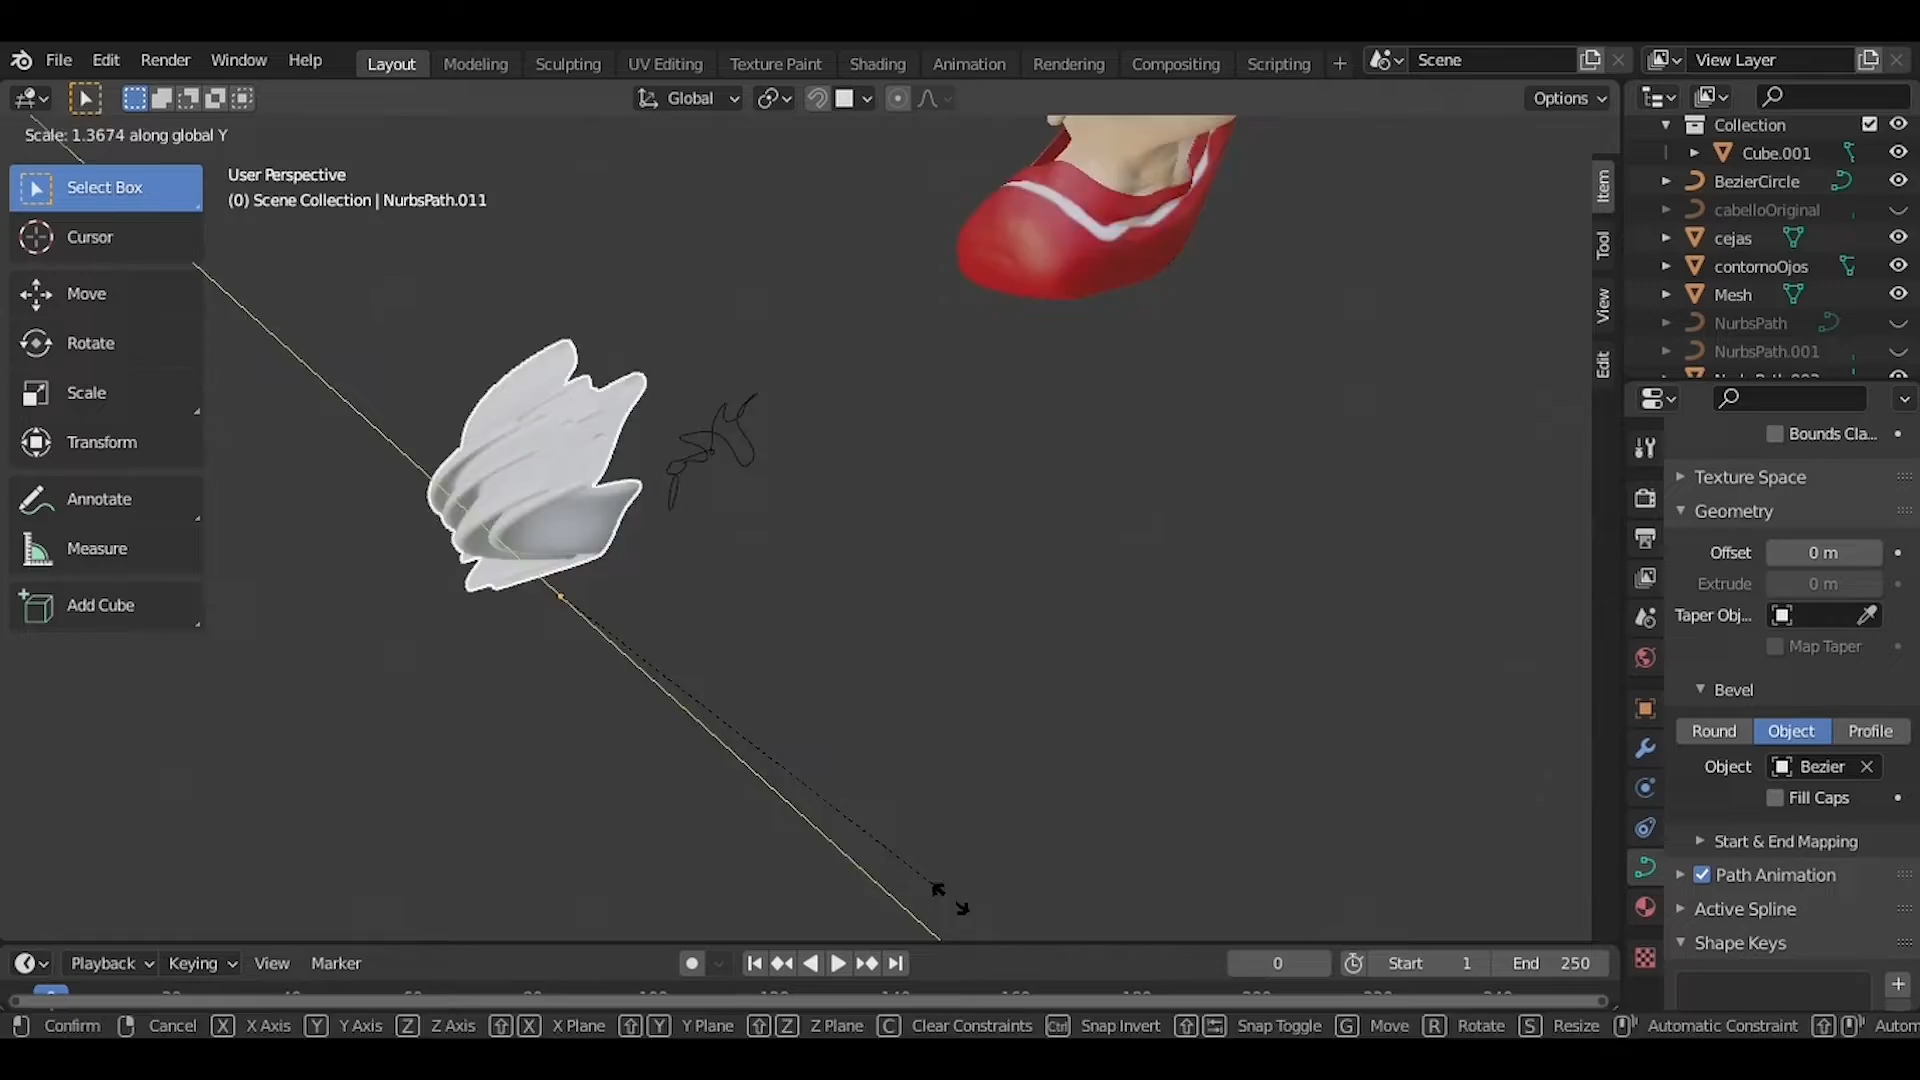 File Edit Render Window Help Layout Modeling Sculpting UV Editing Texture Paint Shading Animation Rendering Compositing Scripting + Scene View Layer
Global Options
Scale: 1.3674 along global Y
Select Box
User Perspective
(0) Scene Collection | NurbsPath.011
Cursor
Move
Rotate
Scale
Transform
Annotate
Measure
Add Cube
Item
Tool
View
Edit
Collection
Cube.001
BezierCircle
cabelloOriginal
cejas
contornoOjos
Mesh
NurbsPath
NurbsPath.001
Bounds Cla...
Texture Space
Geometry
Offset 0 m
Extrude 0 m
Taper Obj...
Map Taper
Bevel
Round Object Profile
Object Bezier
Fill Caps
Start & End Mapping
Path Animation
Active Spline
Shape Keys
Playback Keying View Marker 0 Start 1 End 250
Confirm Cancel X X Axis Y Y Axis Z Z Axis X X Plane Y Y Plane Z Z Plane C Clear Constraints Ctrl Snap Invert Snap Toggle G Move R Rotate S Resize Automatic Constraint Autom